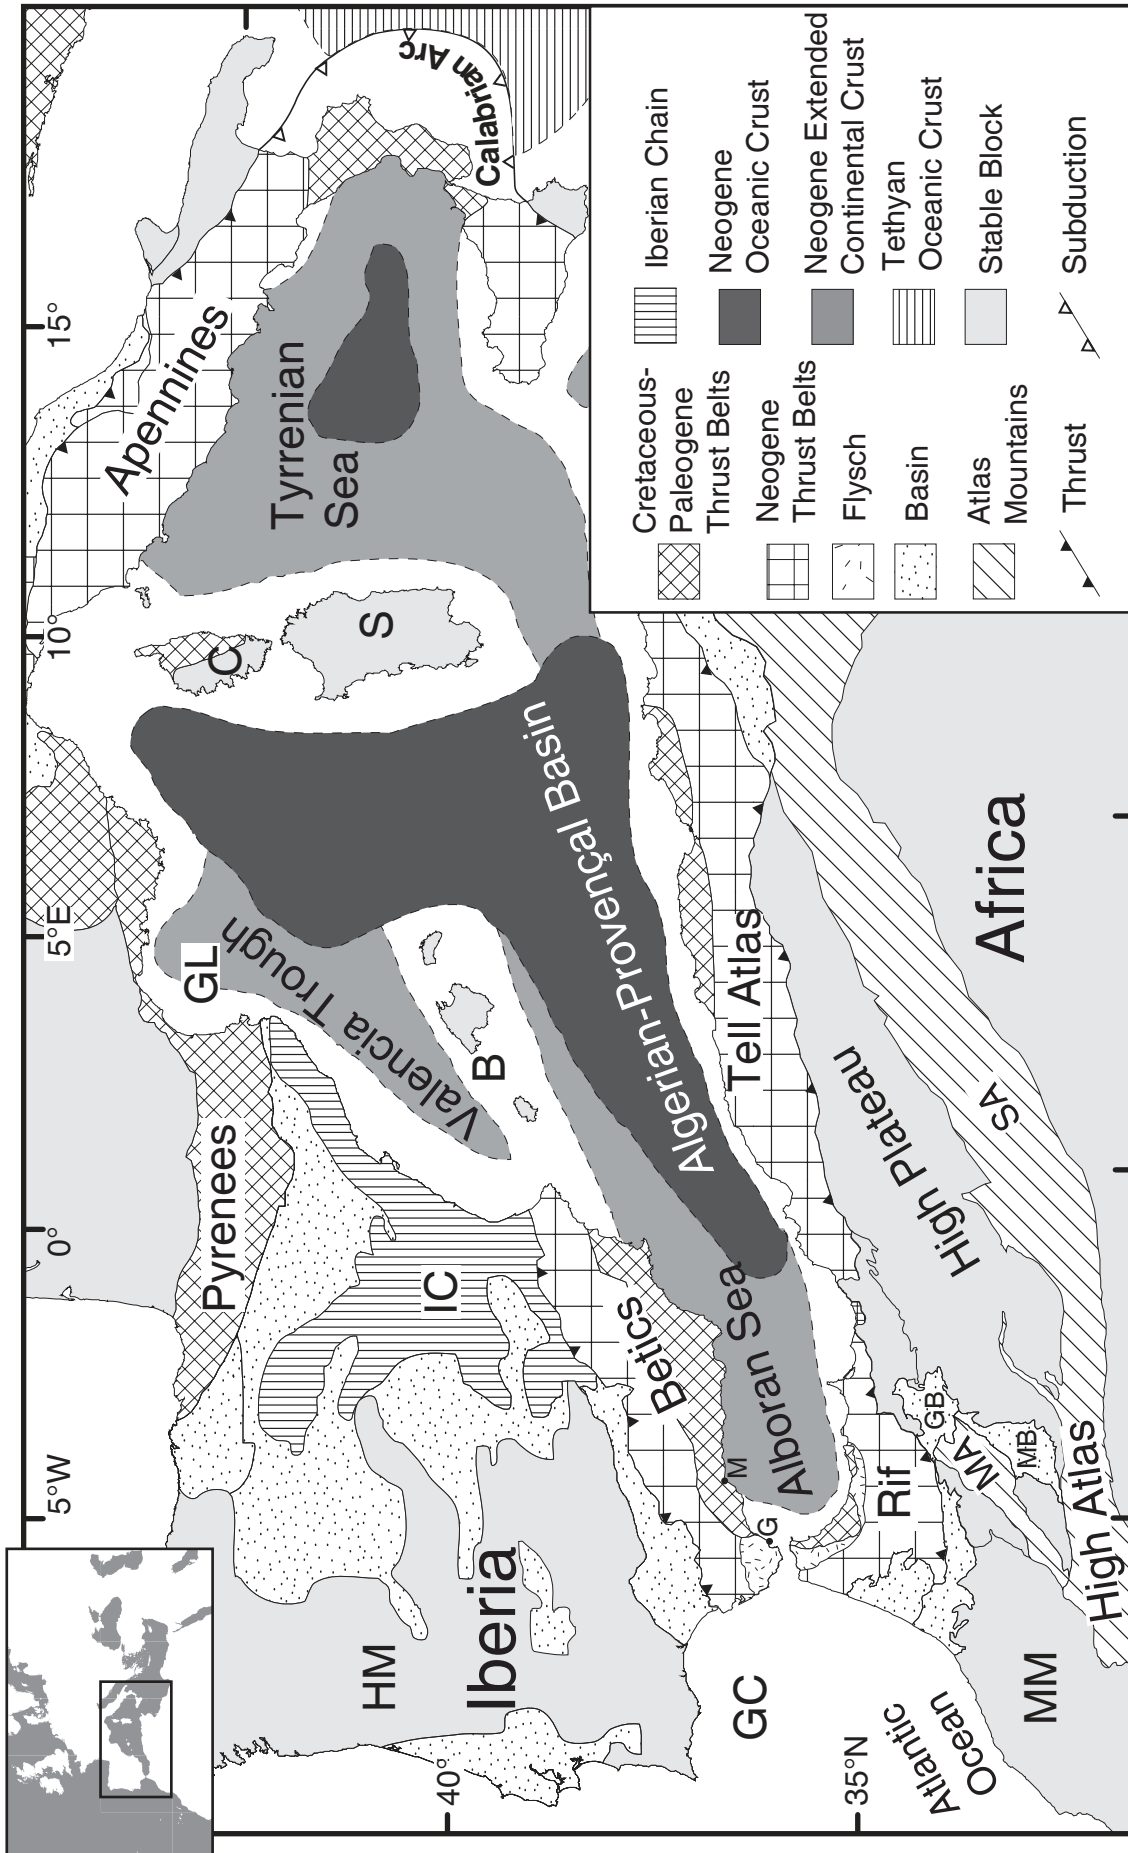 5°W
0°
5°E
10°
15°
40°
35°N
HM
Iberia
GC
Atlantic
Ocean
MM
Pyrenees
IC
GL
Valencia Trough
B
Betics
M
G
Alboran Sea
Algerian-Provençal Basin
C
S
Apennines
Tyrrenian
Sea
Calabrian Arc
Rif
Tell Atlas
GB
MA
MB
High Atlas
High Plateau
SA
Africa
Cretaceous-
Paleogene
Thrust Belts
Neogene
Thrust Belts
Flysch
Basin
Atlas
Mountains
Thrust
Iberian Chain
Neogene
Oceanic Crust
Neogene Extended
Continental Crust
Tethyan
Oceanic Crust
Stable Block
Subduction